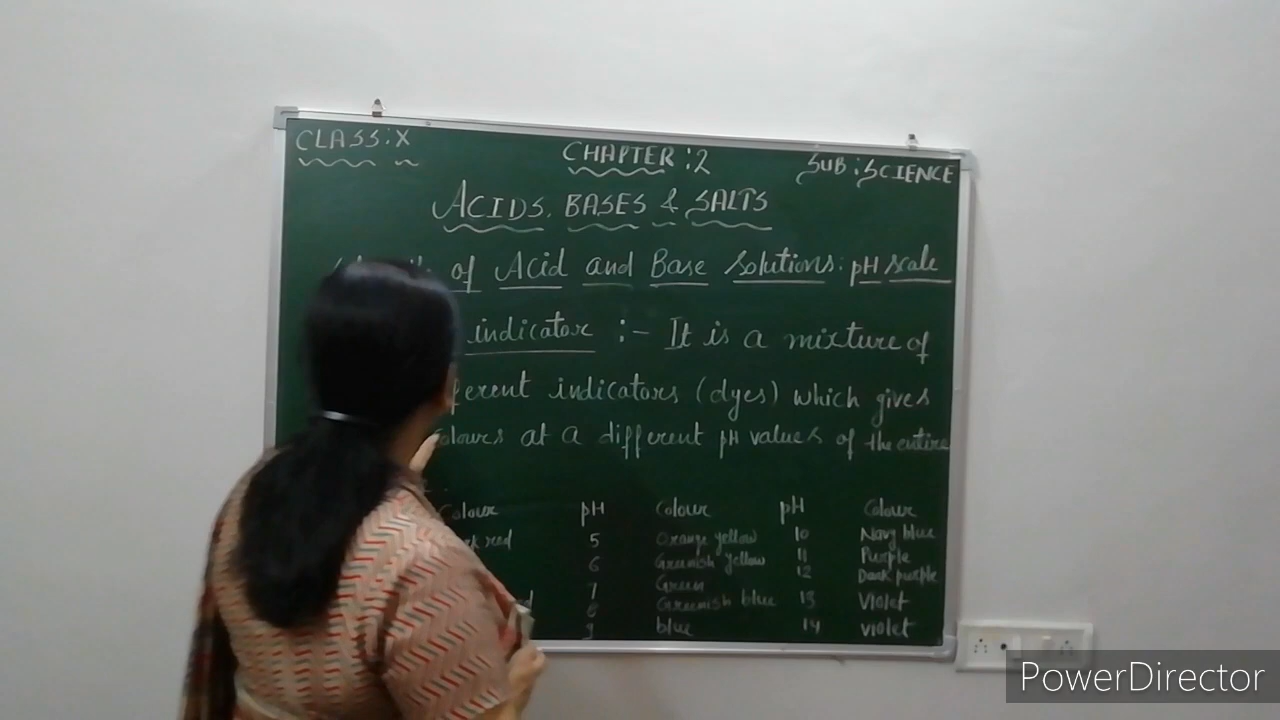 CLASS: X
CHAPTER: 2
SUB: SCIENCE
ACIDS, BASES & SALTS
of Acid and Base Solutions: pH scale
indicator :- It is a mixture of
ferent indicators (dyes) which gives
colours at a different pH values of the entire
Colour pH Colour pH Colour
red 5 Orange yellow 10 Navy blue
6 Greenish yellow 11 Purple
7 Green 12 Dark purple
8 Greenish blue 13 Violet
9 blue 14 violet
PowerDirector